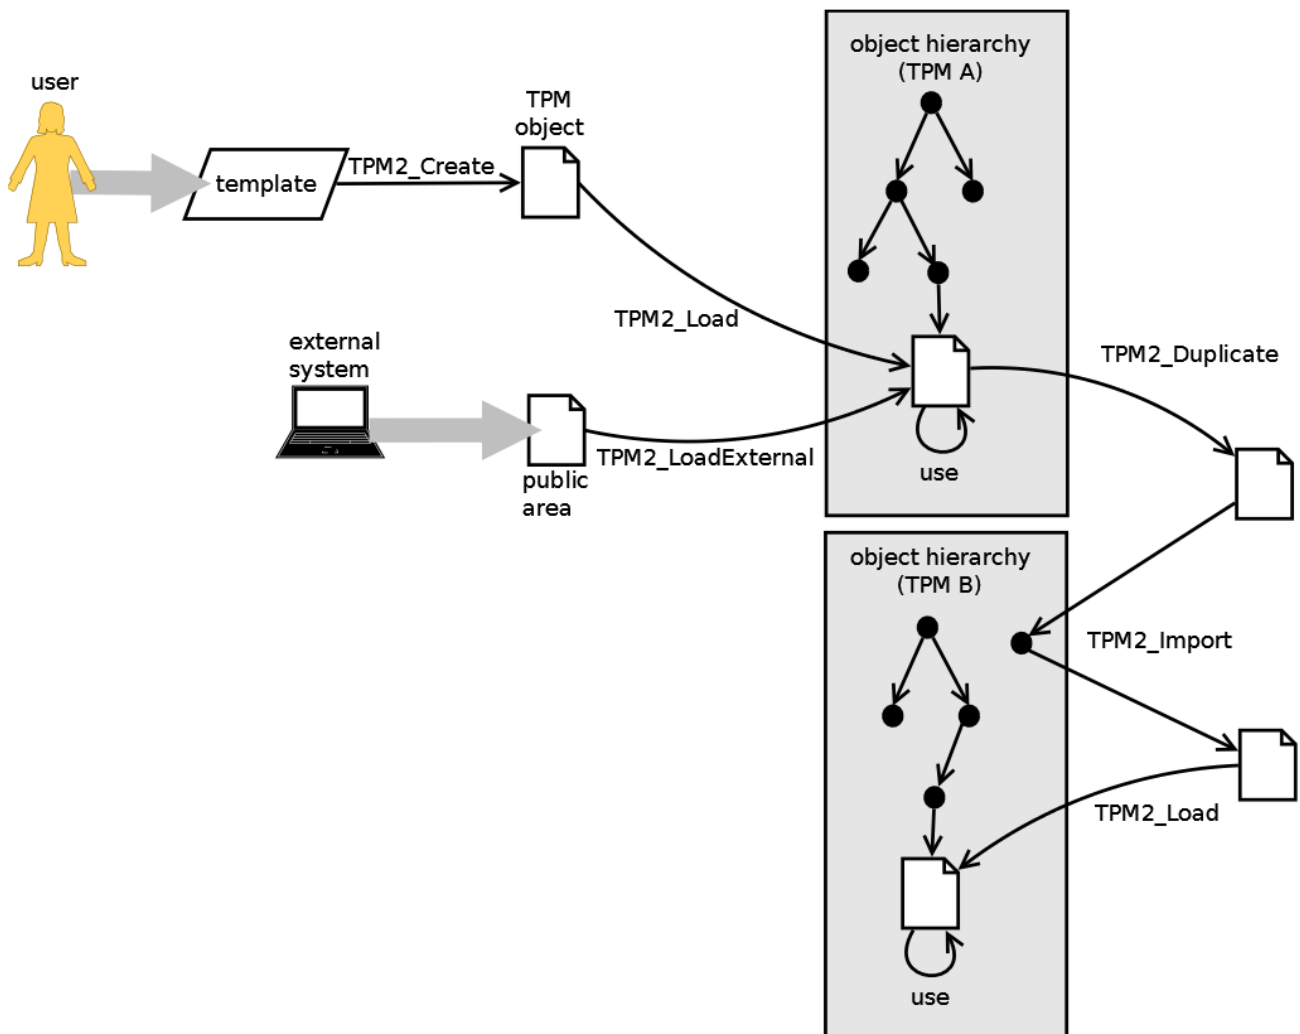 user
template
TPM2_Create
TPM
object
object hierarchy
(TPM A)
TPM2_Load
external
system
public
area
TPM2_LoadExternal
use
TPM2_Duplicate
object hierarchy
(TPM B)
TPM2_Import
TPM2_Load
use